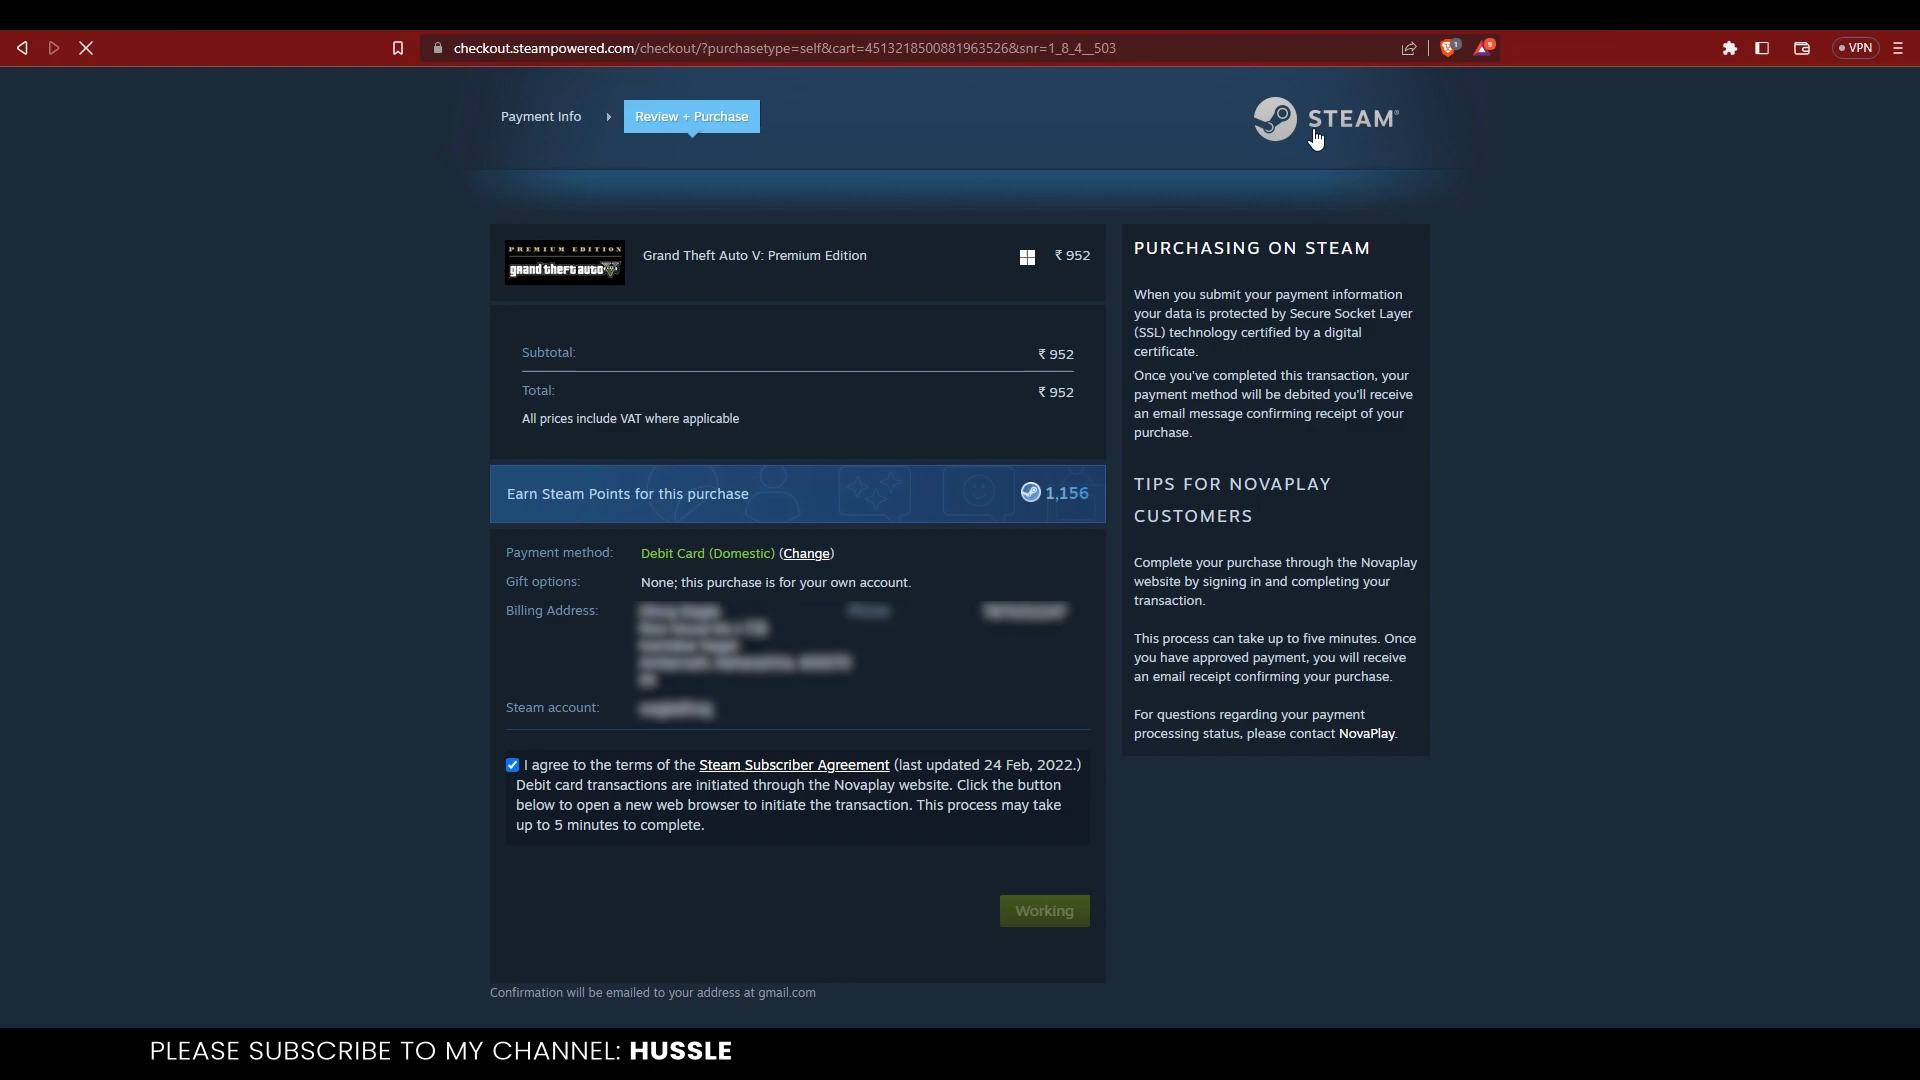 checkout.steampowered.com/checkout/?purchasetype=self&cart=4513218500881963526&snr=1_8_4__503
1
9
VPN
Payment Info
Review + Purchase
STEAM®
PREMIUM EDITION
grand theft auto V
Grand Theft Auto V: Premium Edition
₹ 952
Subtotal:
₹ 952
Total:
₹ 952
All prices include VAT where applicable
Earn Steam Points for this purchase
1,156
Payment method:
Debit Card (Domestic) (Change)
Gift options:
None; this purchase is for your own account.
Billing Address:
Steam account:
I agree to the terms of the Steam Subscriber Agreement (last updated 24 Feb, 2022.)
Debit card transactions are initiated through the Novaplay website. Click the button
below to open a new web browser to initiate the transaction. This process may take
up to 5 minutes to complete.
Working
Confirmation will be emailed to your address at gmail.com
PURCHASING ON STEAM
When you submit your payment information
your data is protected by Secure Socket Layer
(SSL) technology certified by a digital
certificate.
Once you've completed this transaction, your
payment method will be debited you'll receive
an email message confirming receipt of your
purchase.
TIPS FOR NOVAPLAY
CUSTOMERS
Complete your purchase through the Novaplay
website by signing in and completing your
transaction.
This process can take up to five minutes. Once
you have approved payment, you will receive
an email receipt confirming your purchase.
For questions regarding your payment
processing status, please contact NovaPlay.
PLEASE SUBSCRIBE TO MY CHANNEL: HUSSLE